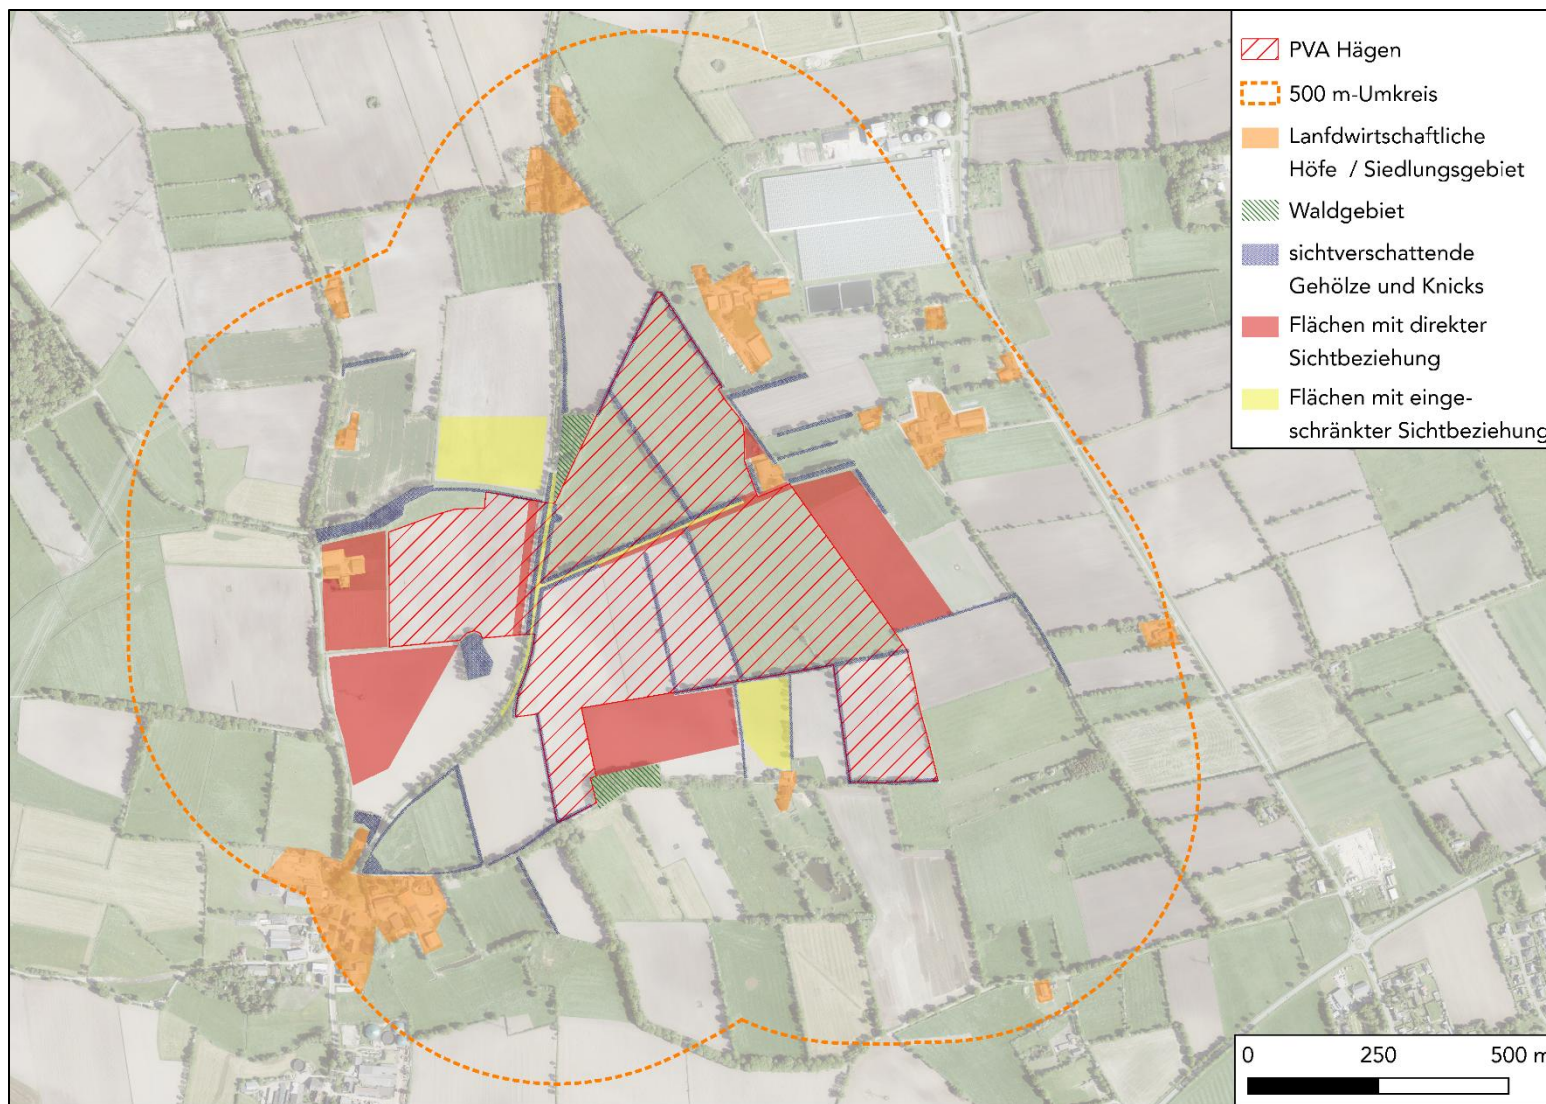 PVA Hägen
500 m-Umkreis
Lanfdwirtschaftliche
Höfe / Siedlungsgebiet
Waldgebiet
sichtverschattende
Gehölze und Knicks
Flächen mit direkter
Sichtbeziehung
Flächen mit einge-
schränkter Sichtbeziehung
0 250 500 m